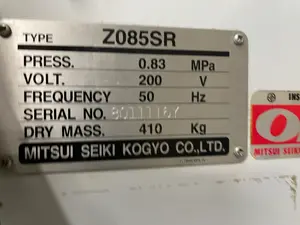 TYPE Z085SR
PRESS. 0.83 MPa
VOLT. 200 V
FREQUENCY 50 Hz
SERIAL NO.
DRY MASS. 410 Kg
MITSUI SEIKI KOGYO CO.,LTD.
INS
O
MITSUI SEIKI